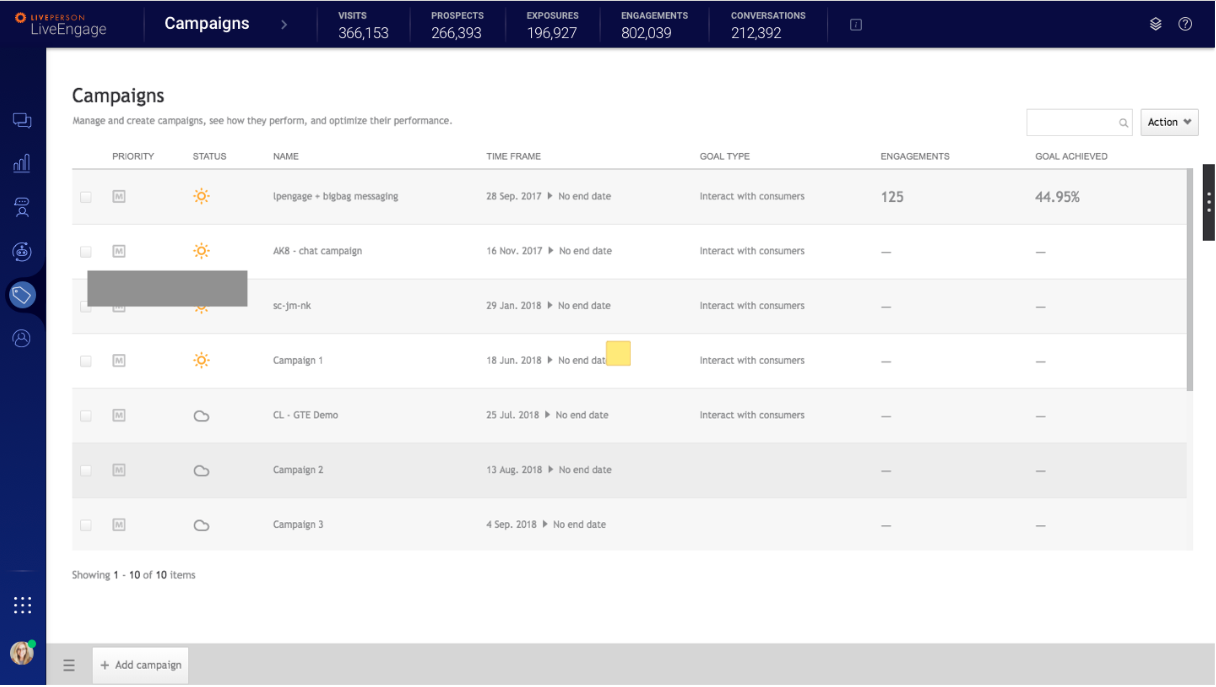 LIVEPERSON
LiveEngage
Campaigns
VISITS
366,153
PROSPECTS
266,393
EXPOSURES
196,927
ENGAGEMENTS
802,039
CONVERSATIONS
212,392
Campaigns
Manage and create campaigns, see how they perform, and optimize their performance.
Action
PRIORITY STATUS NAME TIME FRAME GOAL TYPE ENGAGEMENTS GOAL ACHIEVED
M lpengage + bigbag messaging 28 Sep. 2017 No end date Interact with consumers 125 44.95%
M AK8 - chat campaign 16 Nov. 2017 No end date Interact with consumers — —
sc-jm-nk 29 Jan. 2018 No end date Interact with consumers — —
M Campaign 1 18 Jun. 2018 No end Interact with consumers — —
M CL - GTE Demo 25 Jul. 2018 No end date Interact with consumers — —
M Campaign 2 13 Aug. 2018 No end date — —
M Campaign 3 4 Sep. 2018 No end date — —
Showing 1 - 10 of 10 items
+ Add campaign